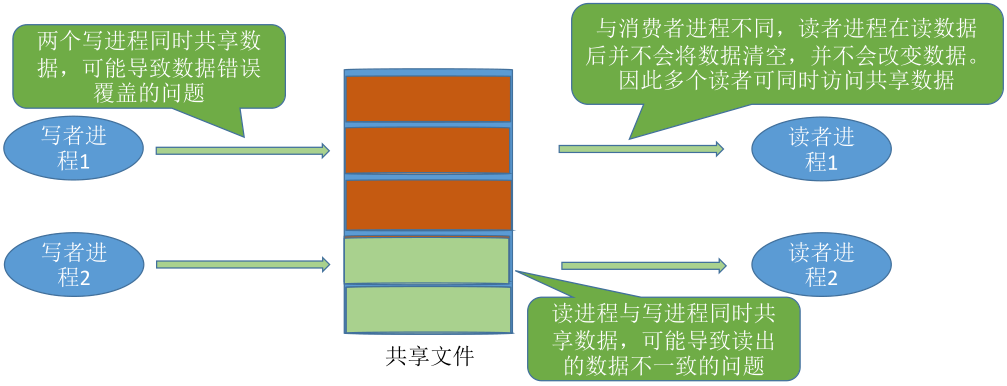 两个写进程同时共享数
据，可能导致数据错误
覆盖的问题
与消费者进程不同，读者进程在读数据
后并不会将数据清空，并不会改变数据。
因此多个读者可同时访问共享数据
写者进
程1
读者进
程1
写者进
程2
读者进
程2
读进程与写进程同时共
享数据，可能导致读出
的数据不一致的问题
共享文件